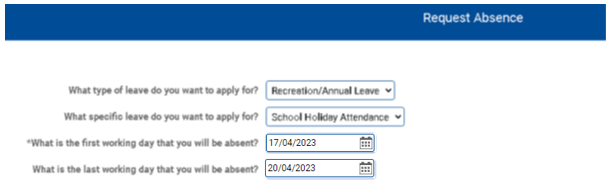 Request Absence
What type of leave do you want to apply for? Recreation/Annual Leave
What specific leave do you want to apply for? School Holiday Attendance
*What is the first working day that you will be absent? 17/04/2023
What is the last working day that you will be absent? 20/04/2023